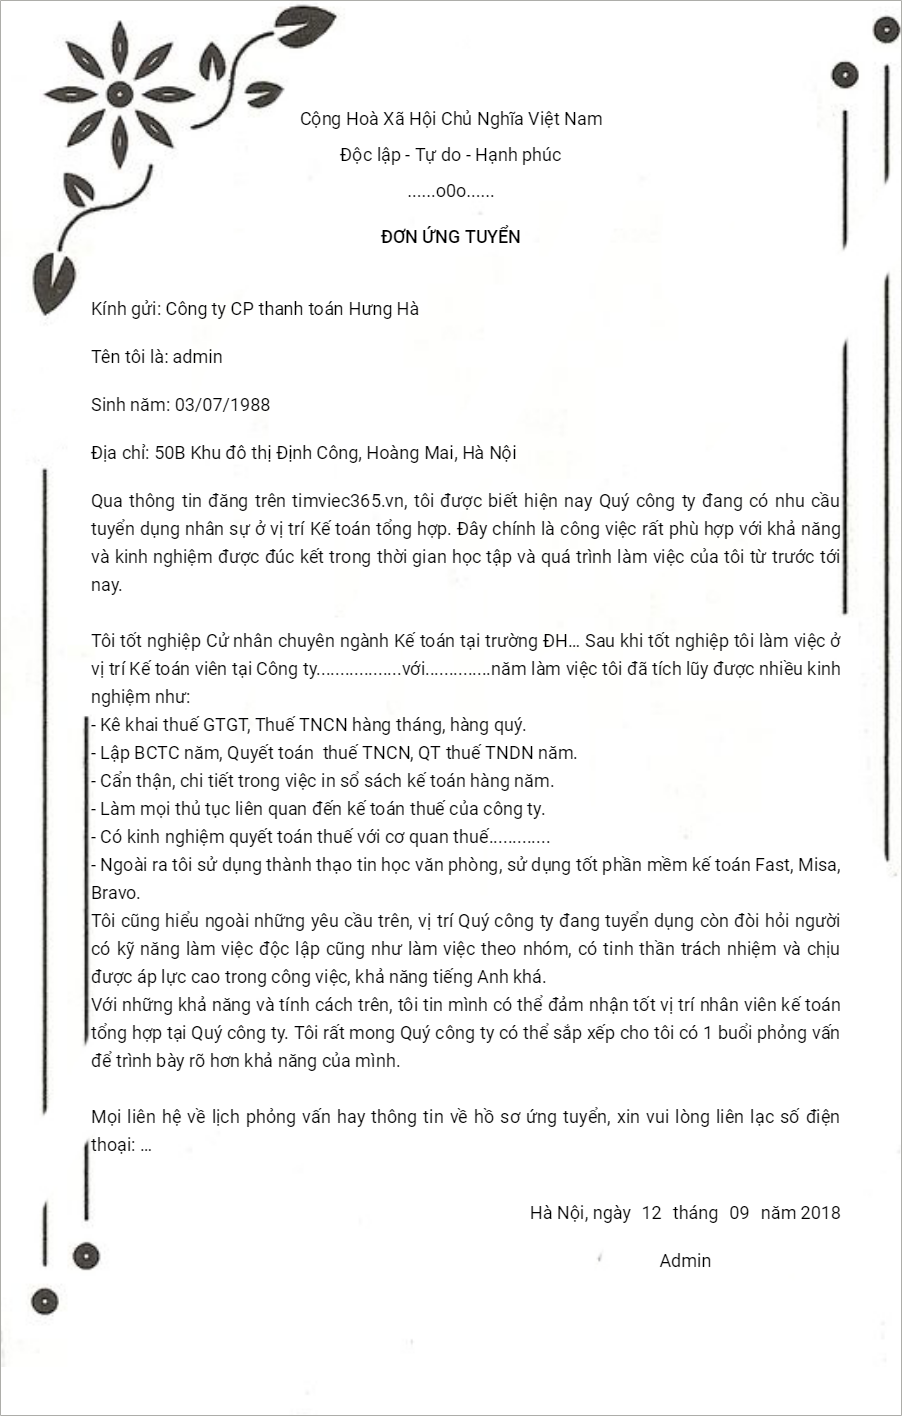 Cộng Hoà Xã Hội Chủ Nghĩa Việt Nam
Độc lập - Tự do - Hạnh phúc
......o0o......
ĐƠN ỨNG TUYỂN
Kính gửi: Công ty CP thanh toán Hưng Hà
Tên tôi là: admin
Sinh năm: 03/07/1988
Địa chỉ: 50B Khu đô thị Định Công, Hoàng Mai, Hà Nội
Qua thông tin đăng trên timviec365.vn, tôi được biết hiện nay Quý công ty đang có nhu cầu
tuyển dụng nhân sự ở vị trí Kế toán tổng hợp. Đây chính là công việc rất phù hợp với khả năng
và kinh nghiệm được đúc kết trong thời gian học tập và quá trình làm việc của tôi từ trước tới
nay.
Tôi tốt nghiệp Cử nhân chuyên ngành Kế toán tại trường ĐH... Sau khi tốt nghiệp tôi làm việc ở
vị trí Kế toán viên tại Công ty..................với..............năm làm việc tôi đã tích lũy được nhiều kinh
nghiệm như:
- Kê khai thuế GTGT, Thuế TNCN hàng tháng, hàng quý.
- Lập BCTC năm, Quyết toán  thuế TNCN, QT thuế TNDN năm.
- Cẩn thận, chi tiết trong việc in sổ sách kế toán hàng năm.
- Làm mọi thủ tục liên quan đến kế toán thuế của công ty.
- Có kinh nghiệm quyết toán thuế với cơ quan thuế.............
- Ngoài ra tôi sử dụng thành thạo tin học văn phòng, sử dụng tốt phần mềm kế toán Fast, Misa,
Bravo.
Tôi cũng hiểu ngoài những yêu cầu trên, vị trí Quý công ty đang tuyển dụng còn đòi hỏi người
có kỹ năng làm việc độc lập cũng như làm việc theo nhóm, có tinh thần trách nhiệm và chịu
được áp lực cao trong công việc, khả năng tiếng Anh khá.
Với những khả năng và tính cách trên, tôi tin mình có thể đảm nhận tốt vị trí nhân viên kế toán
tổng hợp tại Quý công ty. Tôi rất mong Quý công ty có thể sắp xếp cho tôi có 1 buổi phỏng vấn
để trình bày rõ hơn khả năng của mình.
Mọi liên hệ về lịch phỏng vấn hay thông tin về hồ sơ ứng tuyển, xin vui lòng liên lạc số điện
thoại: ...
Hà Nội, ngày  12  tháng  09  năm 2018
Admin